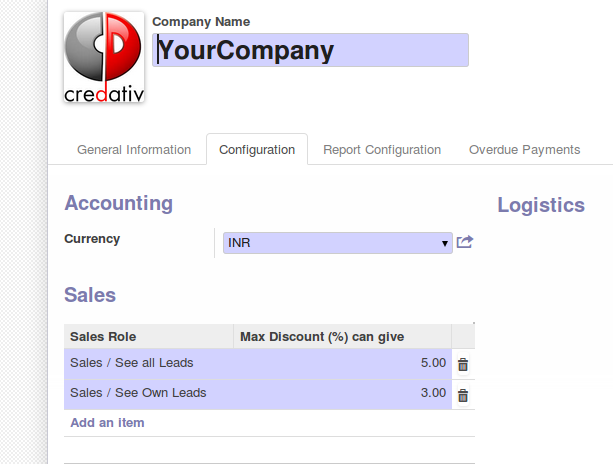 Company Name
YourCompany
credativ
General Information Configuration Report Configuration Overdue Payments
Accounting Logistics
Currency INR
Sales
Sales Role Max Discount (%) can give
Sales / See all Leads 5.00
Sales / See Own Leads 3.00
Add an item